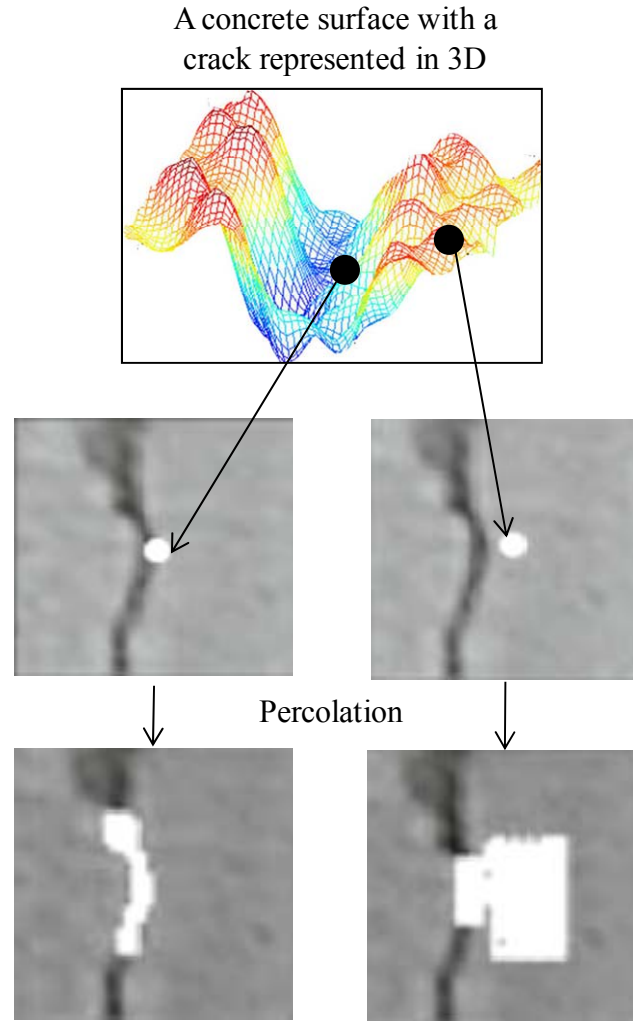 A concrete surface with a
crack represented in 3D
Percolation